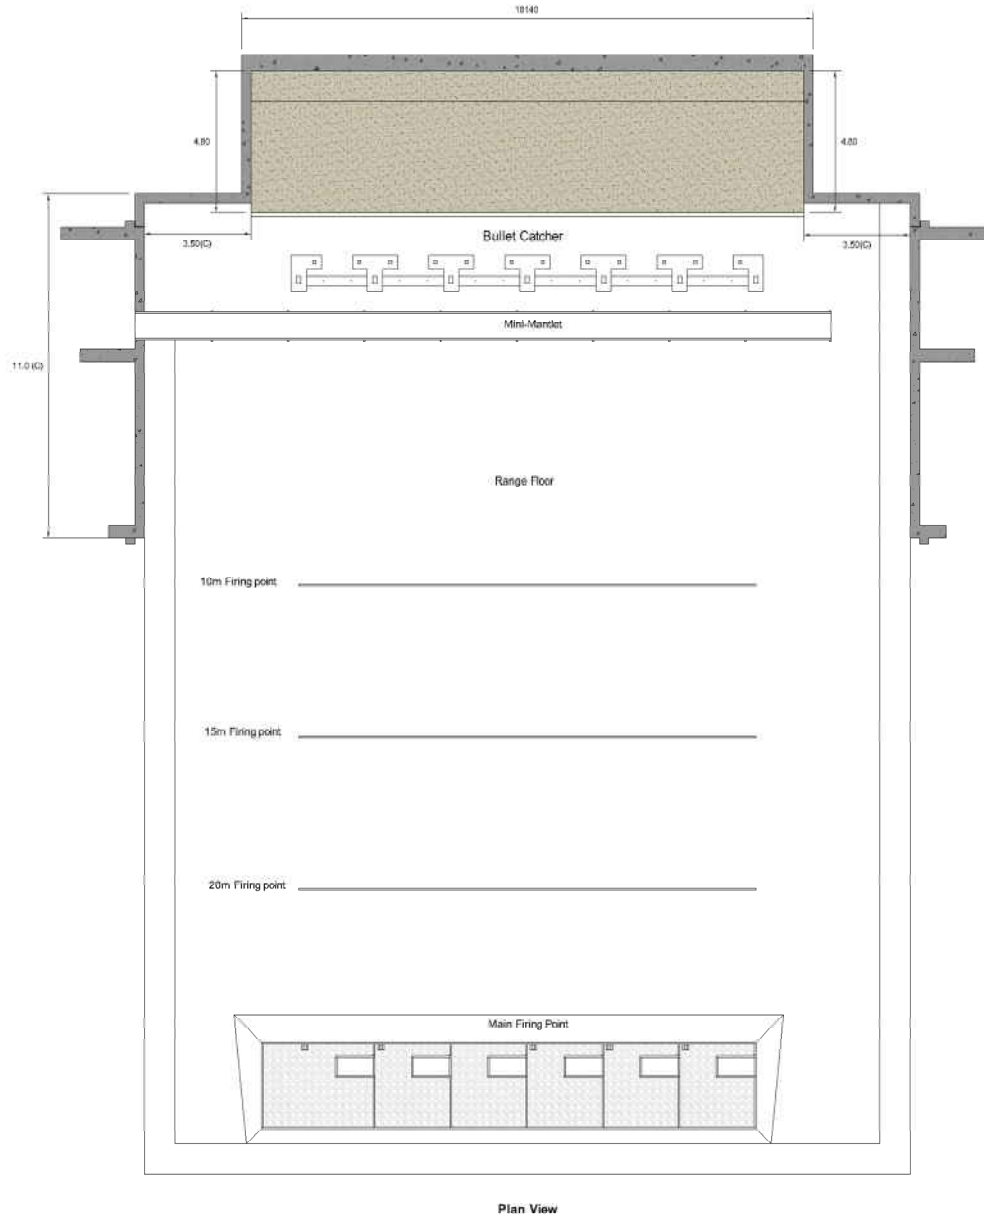 18140
4.80
4.80
3.50(C)
Bullet Catcher
3.50(C)
Mini-Mantlet
11.0 (C)
Range Floor
10m Firing point
15m Firing point
20m Firing point
Main Firing Point
Plan View